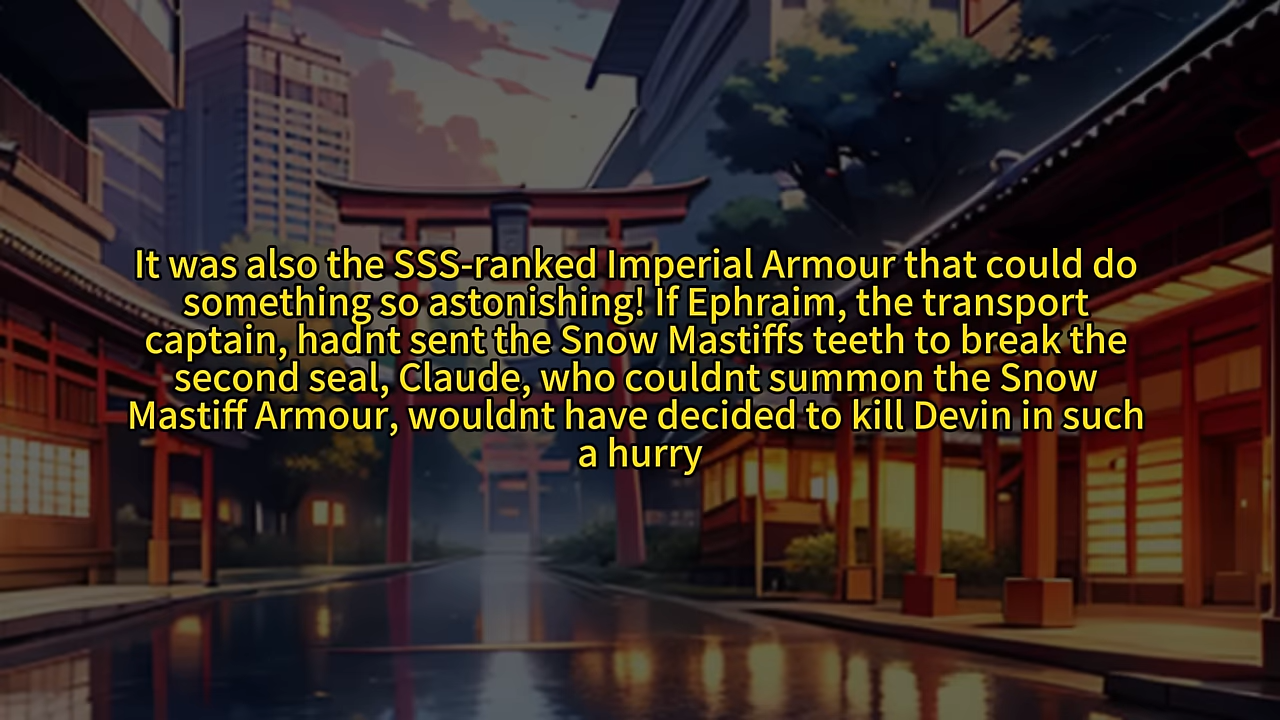 It was also the SSS-ranked Imperial Armour that could do
something so astonishing! If Ephraim, the transport
captain, hadnt sent the Snow Mastiffs teeth to break the
second seal, Claude, who couldnt summon the Snow
Mastiff Armour, wouldnt have decided to kill Devin in such
a hurry